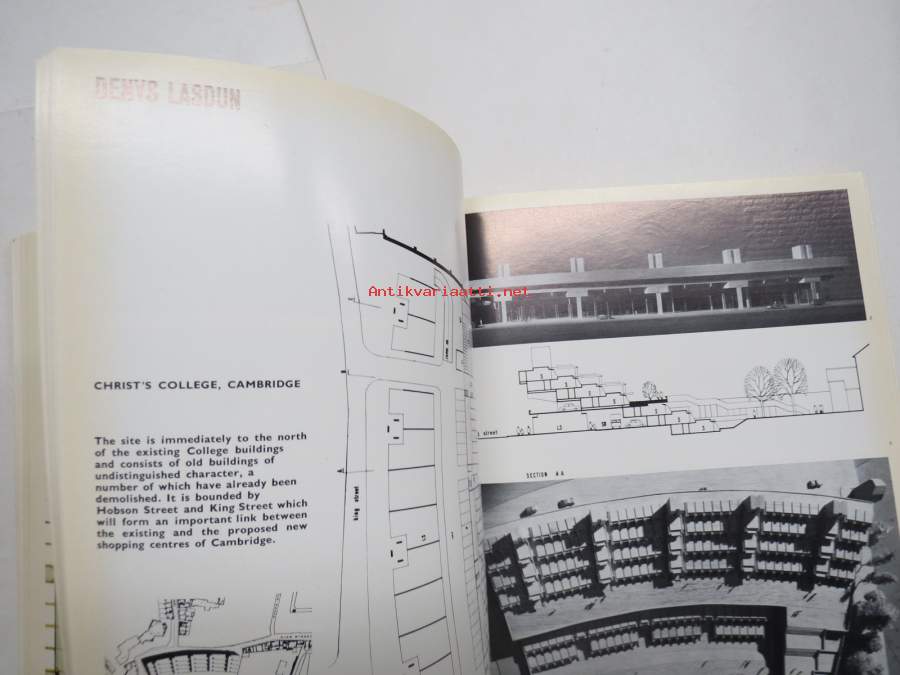 DENYS LASDUN
Antikvariaatti.net
CHRIST'S COLLEGE, CAMBRIDGE
The site is immediately to the north
of the existing College buildings
and consists of old buildings of
undistinguished character, a
number of which have already been
demolished. It is bounded by
Hobson Street and King Street which
will form an important link between
the existing and the proposed new
shopping centres of Cambridge.
king street
street
SECTION A A